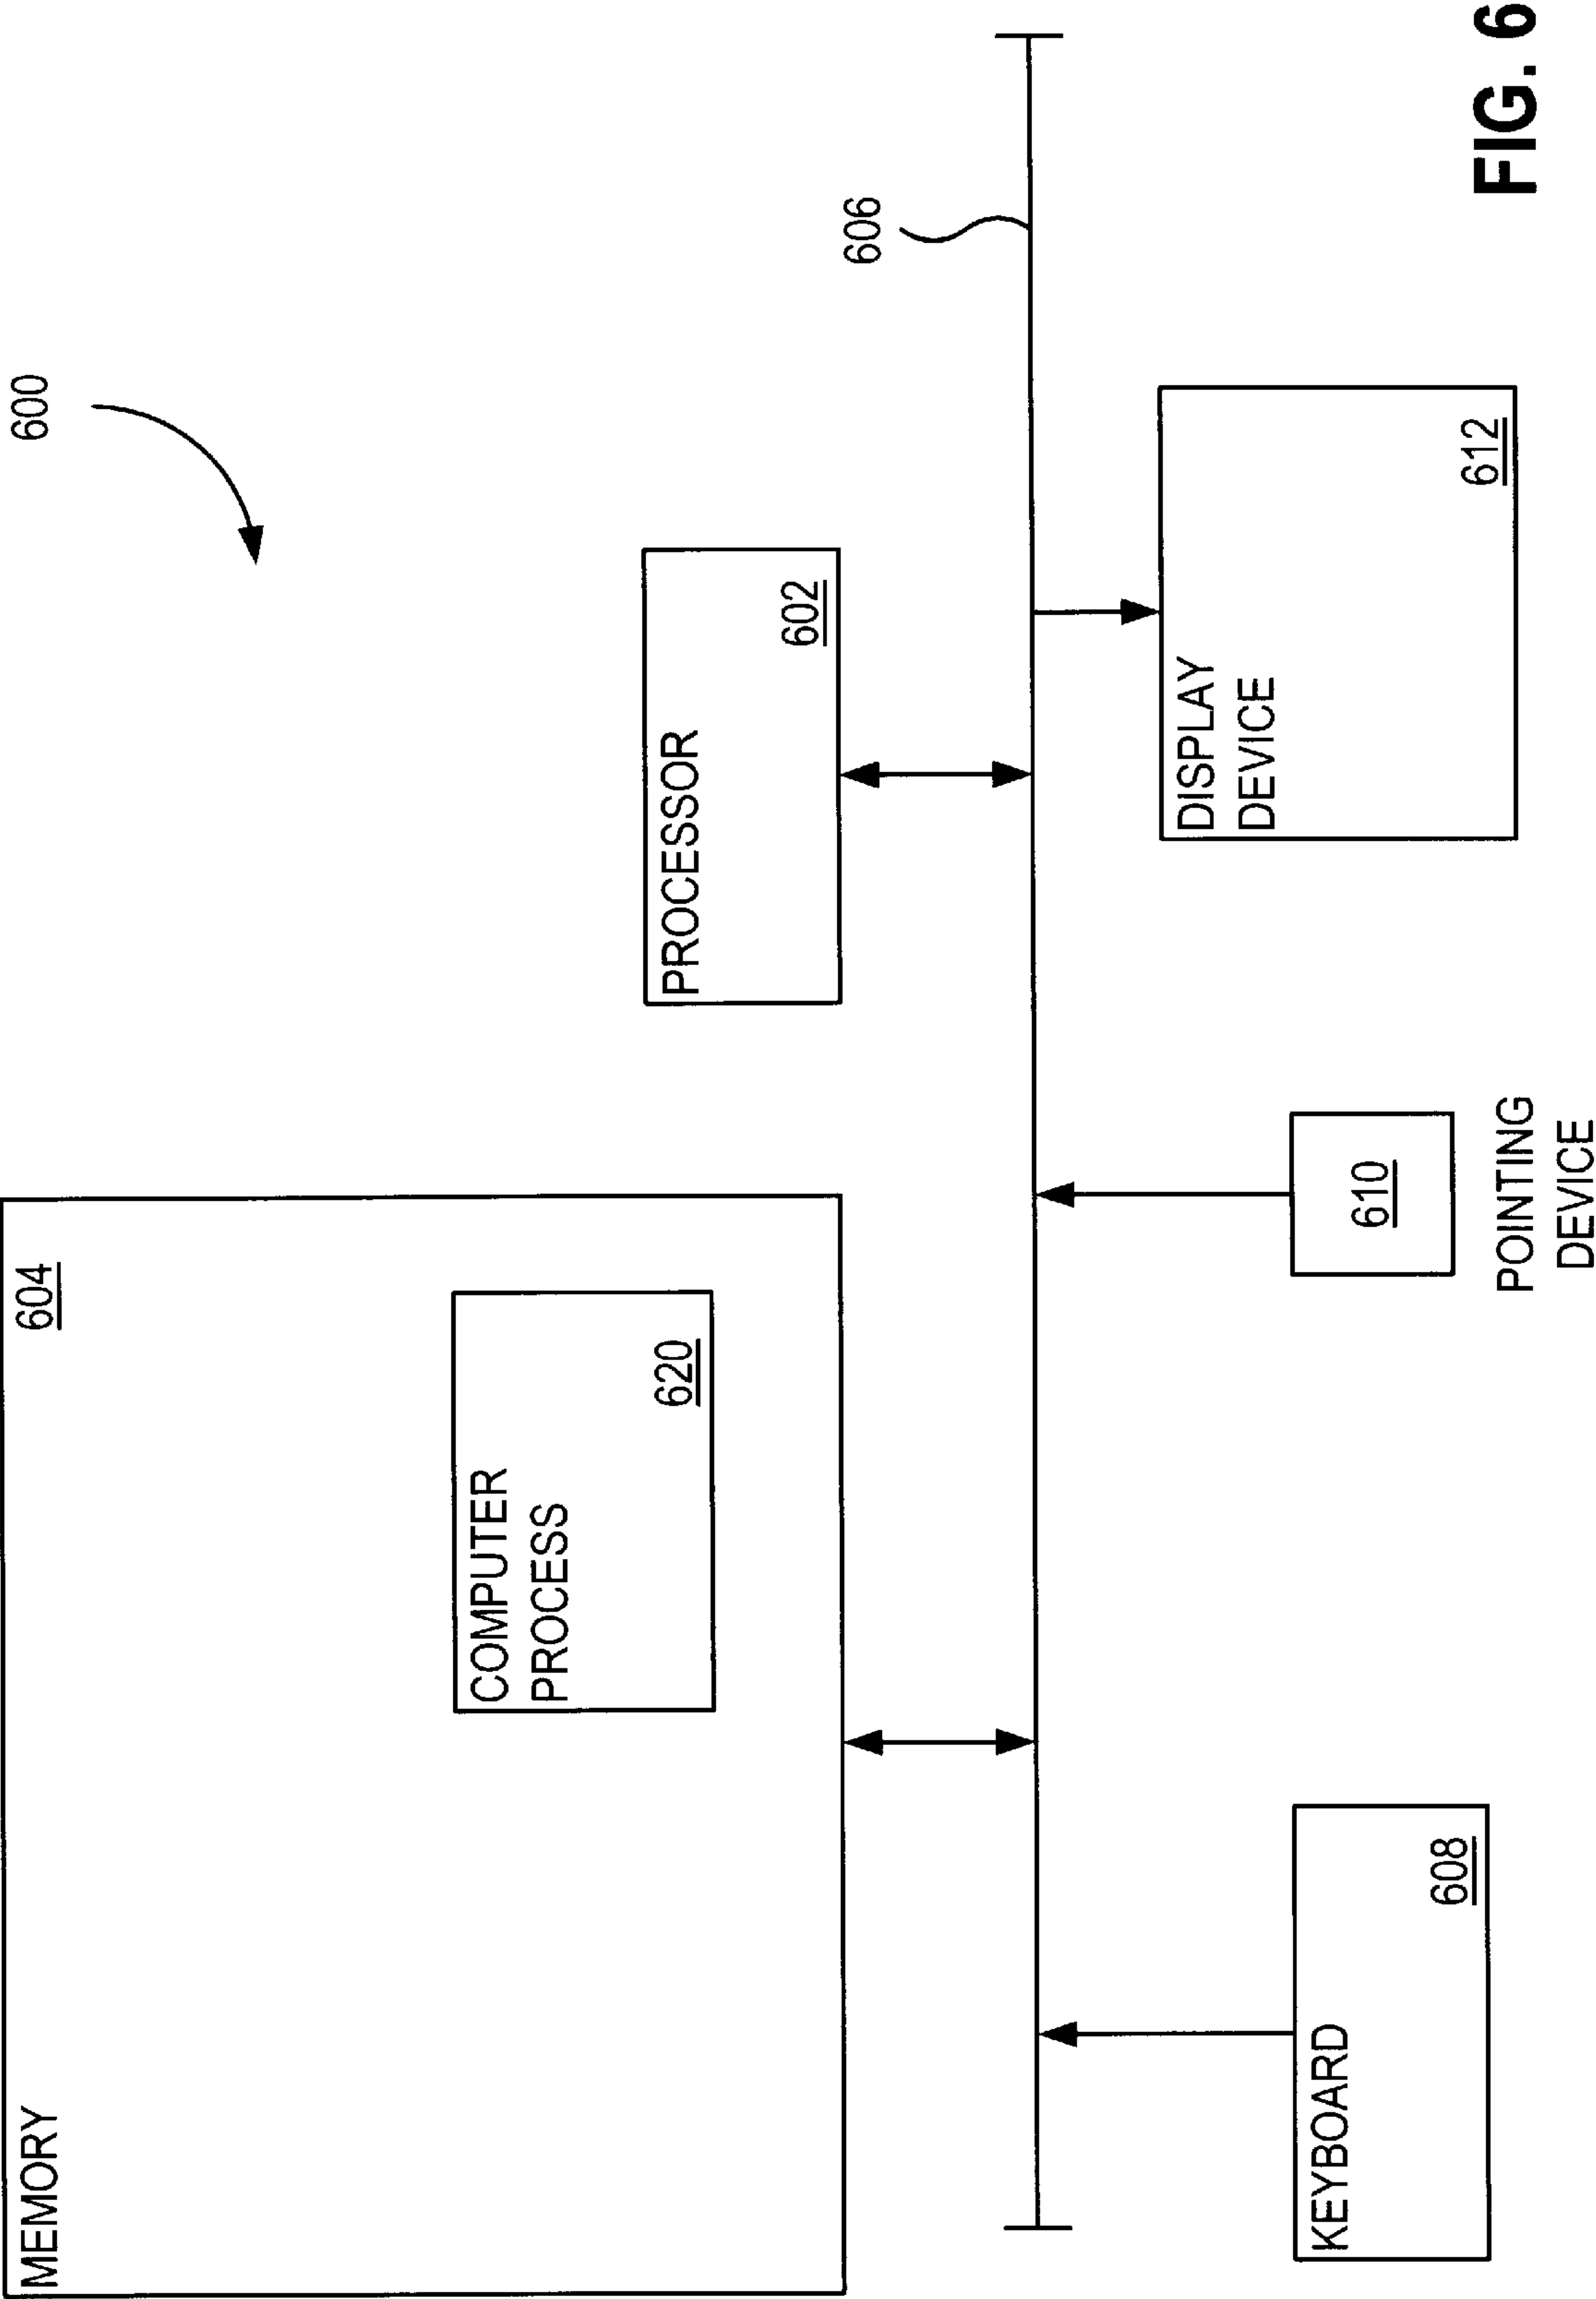 600
MEMORY
604
COMPUTER
PROCESS
620
PROCESSOR
602
606
KEYBOARD
608
610
POINTING
DEVICE
DISPLAY
DEVICE
612
FIG. 6